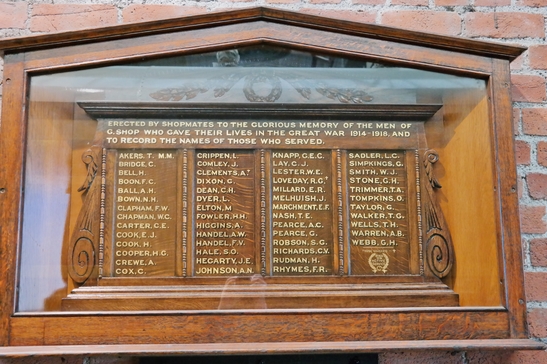 ERECTED BY SHOPMATES TO THE GLORIOUS MEMORY OF THE MEN OF
G. SHOP WHO GAVE THEIR LIVES IN THE GREAT WAR 1914-1918. AND
TO RECORD THE NAMES OF THOSE WHO SERVED.
AKERS. T. M.M.
BRIDGE. C.
BELL. H.
BOON. F.C.
BALL. A.H.
BOWN. N.H.
CLAPHAM. F.W.
CHAPMAN. W.C.
CARTER. C.E.
COOK. E.J.
COOK. H.
COOPER. H.G.
CREWE. A.
COX. C.
CRIPPEN. L.
COMLEY. J.
CLEMENTS. A.
DIXON. G.
DEAN. C.H.
DYER. L.
ELTON. M.
FOWLER. H.H.
HIGGINS. A.
HANDEL. A.W.
HANDEL. F.V.
HALE. S.O.
HEGARTY. J.E.
JOHNSON. A.N.
KNAPP. G.E.C.
LAY. C.J.
LESTER. W.E.
LOVEDAY. R.G.
MILLARD. E.R.
MELHUISH. J.
MARCHMENT. E.F.
NASH. T.E.
PEARCE. A.C.
PEARCE. G.
ROBSON. S.G.
RICHARDS. C.V.
RUDMAN. H.
RHYMES. F.R.
SADLER. L.C.
SIMPKINS. G.
SMITH. W.J.
STONE. G.H.
TRIMMER. T.A.
TOMPKINS. O.
TAYLOR. G.
WALKER. T.G.
WELLS. T.H.
WARREN. A.B.
WEBB. G.H.